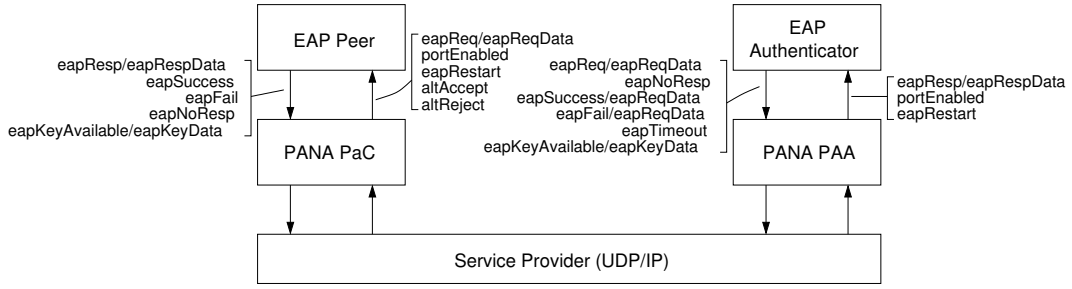 EAP Peer
eapResp/eapRespData
eapSuccess
eapFail
eapNoResp
eapKeyAvailable/eapKeyData
eapReq/eapReqData
portEnabled
eapRestart
altAccept
altReject
PANA PaC
EAP
Authenticator
eapReq/eapReqData
eapNoResp
eapSuccess/eapReqData
eapFail/eapReqData
eapTimeout
eapKeyAvailable/eapKeyData
eapResp/eapRespData
portEnabled
eapRestart
PANA PAA
Service Provider (UDP/IP)